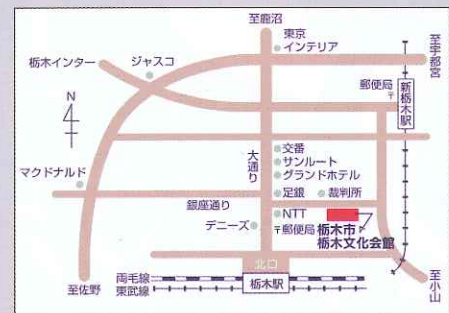 至鹿沼
東京
インテリア
至宇都宮
栃木インター
ジャスコ
郵便局
〒
新栃木駅
N
大通り
交番
サンルート
グランドホテル
マクドナルド
足銀
裁判所
銀座通り
NTT
デニーズ
〒郵便局
栃木市
栃木文化会館
北口
至佐野
両毛線
東武線
栃木駅
至小山